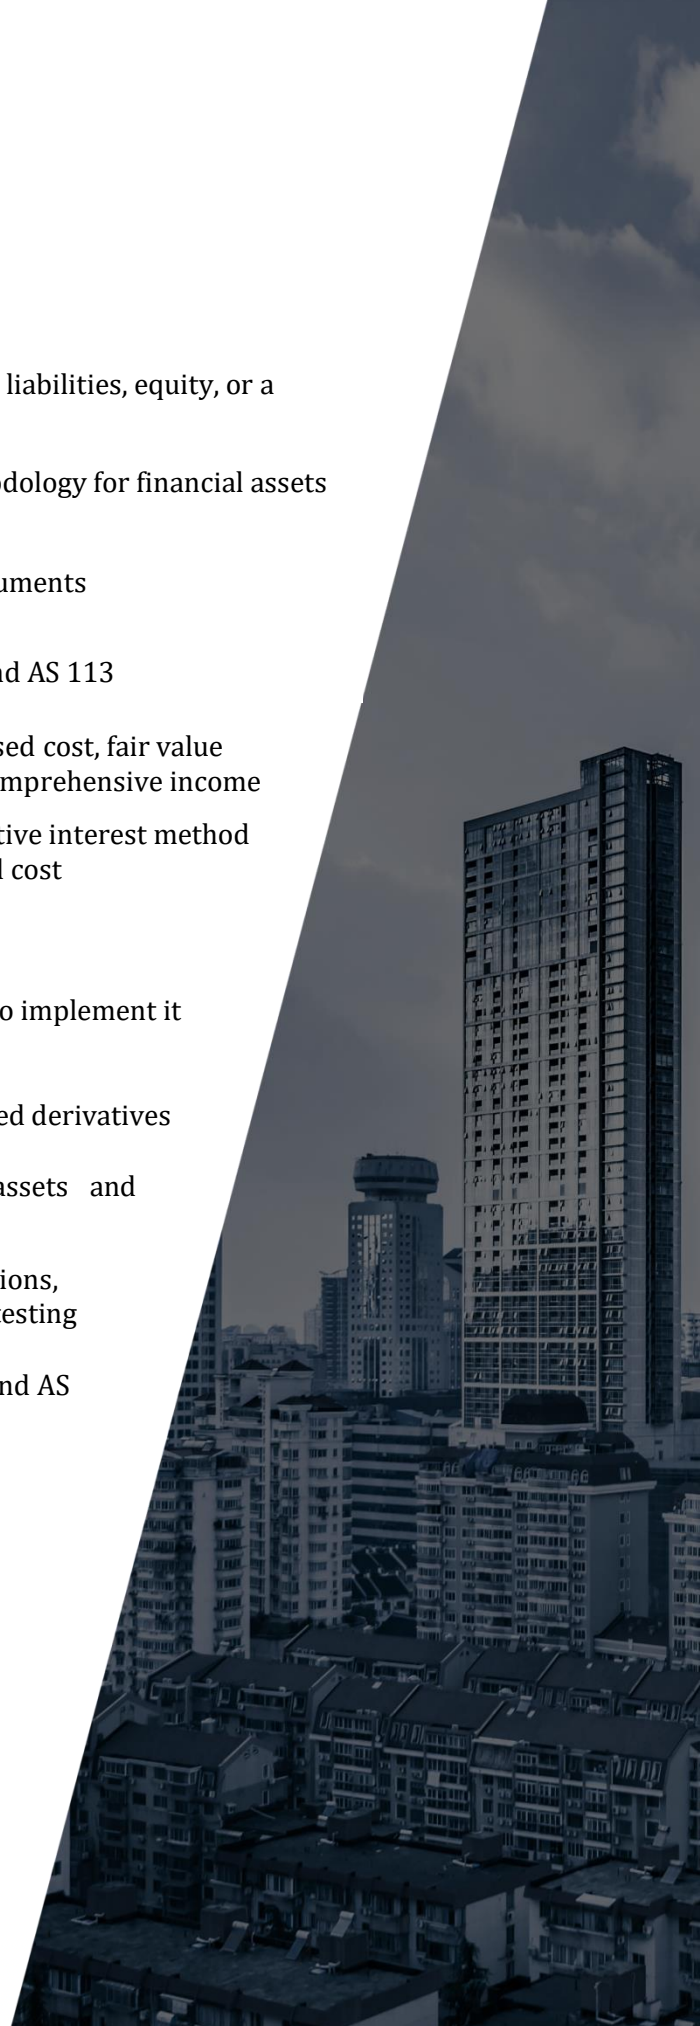 liabilities, equity, or a
odology for financial assets
uments
nd AS 113
sed cost, fair value
mprehensive income
tive interest method
l cost
o implement it
ed derivatives
assets and
ions,
testing
nd AS